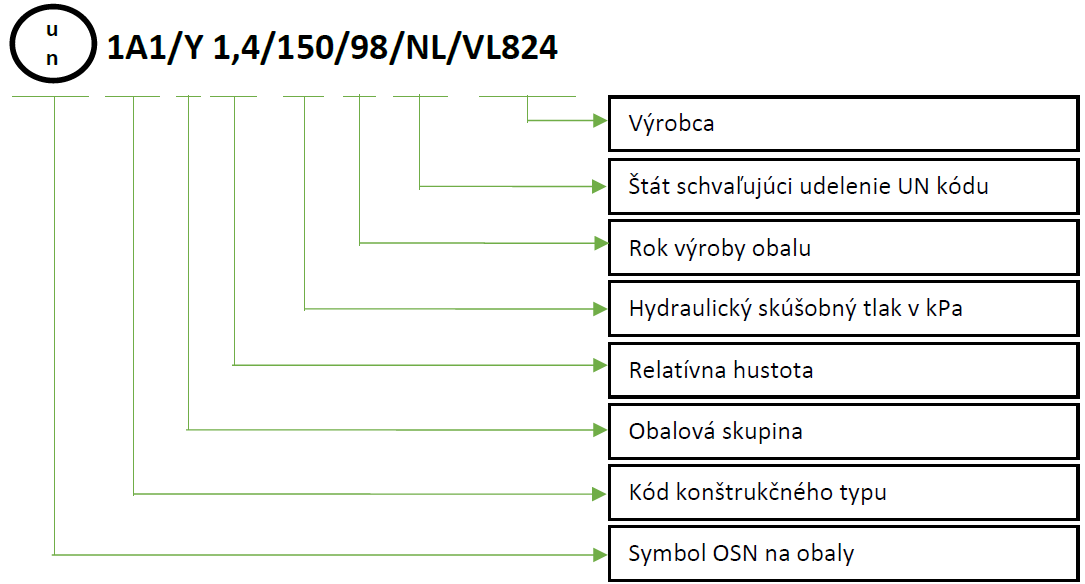 u
n
1A1/Y 1,4/150/98/NL/VL824
Výrobca
Štát schvaľujúci udelenie UN kódu
Rok výroby obalu
Hydraulický skúšobný tlak v kPa
Relatívna hustota
Obalová skupina
Kód konštrukčného typu
Symbol OSN na obaly